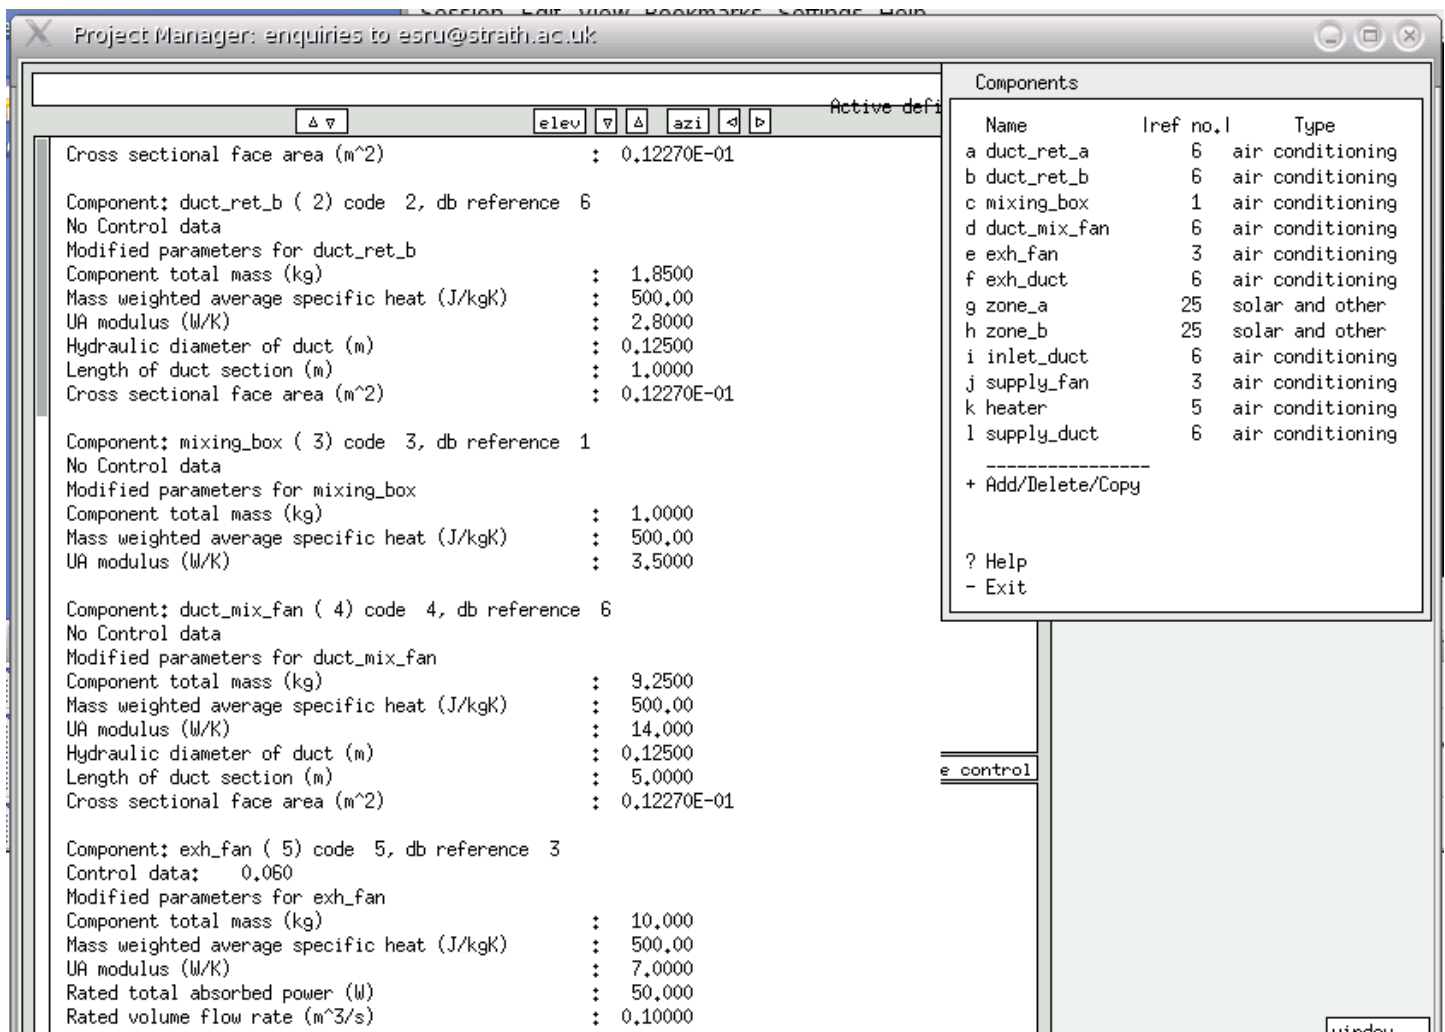 Session Edit View Bookmarks Settings Help
Project Manager: enquiries to esru@strath.ac.uk
Active defi
elev
azi
Cross sectional face area (m^2) : 0.12270E-01
Component: duct_ret_b ( 2) code 2, db reference 6
No Control data
Modified parameters for duct_ret_b
Component total mass (kg) : 1.8500
Mass weighted average specific heat (J/kgK) : 500.00
UA modulus (W/K) : 2.8000
Hydraulic diameter of duct (m) : 0.12500
Length of duct section (m) : 1.0000
Cross sectional face area (m^2) : 0.12270E-01
Component: mixing_box ( 3) code 3, db reference 1
No Control data
Modified parameters for mixing_box
Component total mass (kg) : 1.0000
Mass weighted average specific heat (J/kgK) : 500.00
UA modulus (W/K) : 3.5000
Component: duct_mix_fan ( 4) code 4, db reference 6
No Control data
Modified parameters for duct_mix_fan
Component total mass (kg) : 9.2500
Mass weighted average specific heat (J/kgK) : 500.00
UA modulus (W/K) : 14.000
Hydraulic diameter of duct (m) : 0.12500
Length of duct section (m) : 5.0000
Cross sectional face area (m^2) : 0.12270E-01
Component: exh_fan ( 5) code 5, db reference 3
Control data: 0.060
Modified parameters for exh_fan
Component total mass (kg) : 10.000
Mass weighted average specific heat (J/kgK) : 500.00
UA modulus (W/K) : 7.0000
Rated total absorbed power (W) : 50.000
Rated volume flow rate (m^3/s) : 0.10000
Components
Name |ref no.| Type
a duct_ret_a 6 air conditioning
b duct_ret_b 6 air conditioning
c mixing_box 1 air conditioning
d duct_mix_fan 6 air conditioning
e exh_fan 3 air conditioning
f exh_duct 6 air conditioning
g zone_a 25 solar and other
h zone_b 25 solar and other
i inlet_duct 6 air conditioning
j supply_fan 3 air conditioning
k heater 5 air conditioning
l supply_duct 6 air conditioning
________________
+ Add/Delete/Copy
? Help
- Exit
e control
window